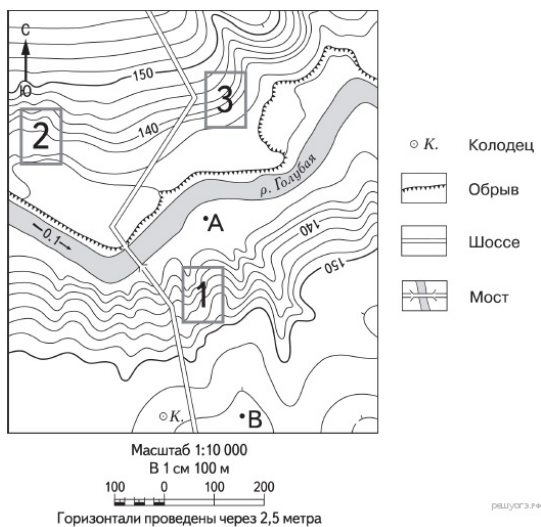 С
Ю
150
3
2
140
р. Голубая
А
0.1
140
150
1
К.
В
К. Колодец
Обрыв
Шоссе
Мост
Масштаб 1:10 000
В 1 см 100 м
100 0 100 200
Горизонтали проведены через 2,5 метра
решуогэ.рф